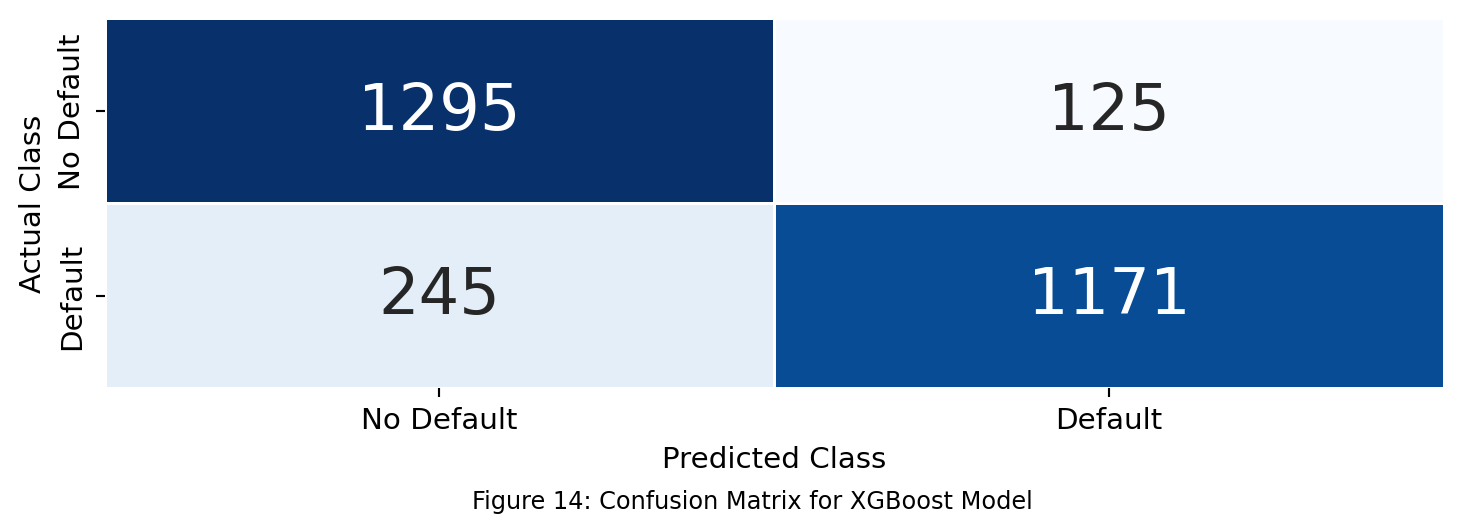 Actual Class
No Default
1295
125
Default
245
1171
No Default
Default
Predicted Class
Figure 14: Confusion Matrix for XGBoost Model